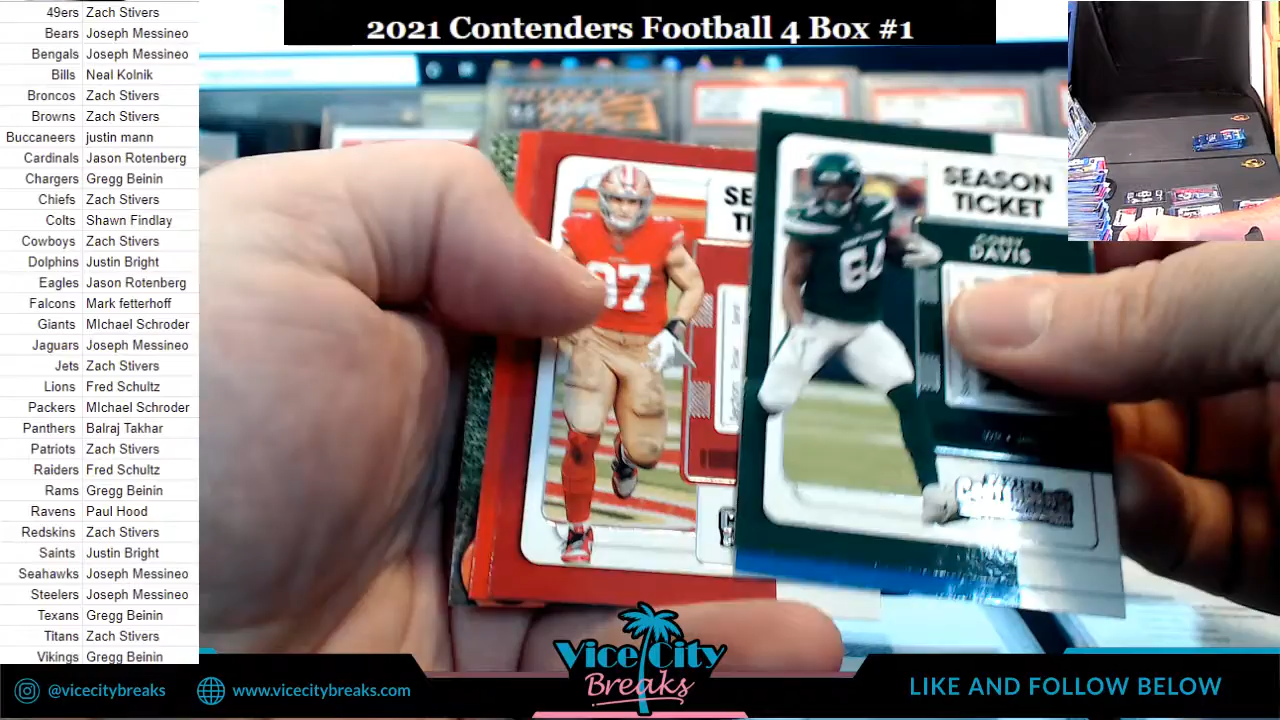 2021 Contenders Football 4 Box #1
49ers Zach Stivers
Bears Joseph Messineo
Bengals Joseph Messineo
Bills Neal Kolnik
Broncos Zach Stivers
Browns Zach Stivers
Buccaneers justin mann
Cardinals Jason Rotenberg
Chargers Gregg Beinin
Chiefs Zach Stivers
Colts Shawn Findlay
Cowboys Zach Stivers
Dolphins Justin Bright
Eagles Jason Rotenberg
Falcons Mark fetterhoff
Giants MIchael Schroder
Jaguars Joseph Messineo
Jets Zach Stivers
Lions Fred Schultz
Packers MIchael Schroder
Panthers Balraj Takhar
Patriots Zach Stivers
Raiders Fred Schultz
Rams Gregg Beinin
Ravens Paul Hood
Redskins Zach Stivers
Saints Justin Bright
Seahawks Joseph Messineo
Steelers Joseph Messineo
Texans Gregg Beinin
Titans Zach Stivers
Vikings Gregg Beinin
SE
TI
97
SEASON
TICKET
COREY
DAVIS
84
Vice City
Breaks
@vicecitybreaks
www.vicecitybreaks.com
LIKE AND FOLLOW BELOW